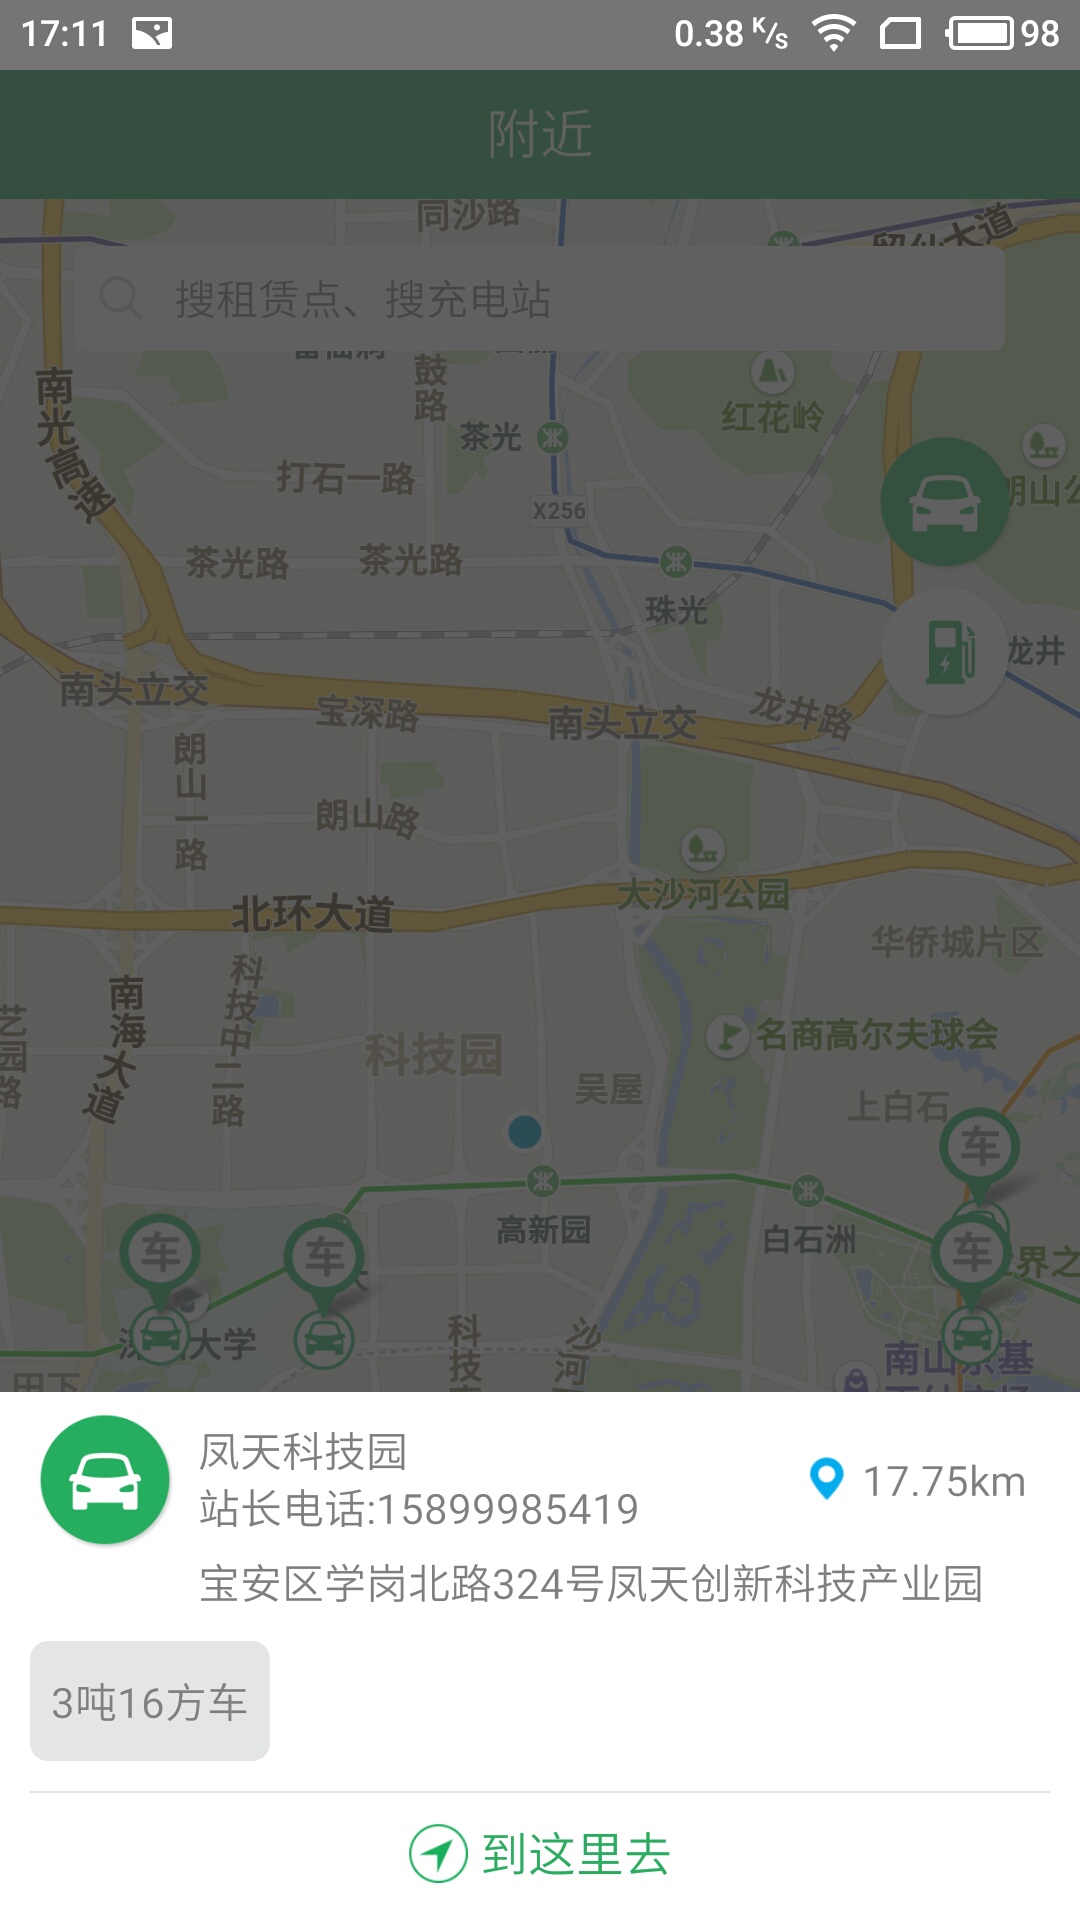 17:11
0.38 K/S
98
附近
同沙路
留仙大道
搜租赁点、搜充电站
南光高速
鼓路
茶光
红花岭
打石一路
X256
茶光路
茶光路
珠光
龙井
南头立交
宝深路
南头立交
龙井路
朗山一路
朗山路
大沙河公园
北环大道
华侨城片区
科技中二路
南海大道
艺园路
科技园
名商高尔夫球会
吴屋
上白石
车
高新园
白石洲
车
车
车
界之
大学
科技
沙河
南山京基
田下
凤天科技园
站长电话:15899985419
17.75km
宝安区学岗北路324号凤天创新科技产业园
3吨16方车
到这里去